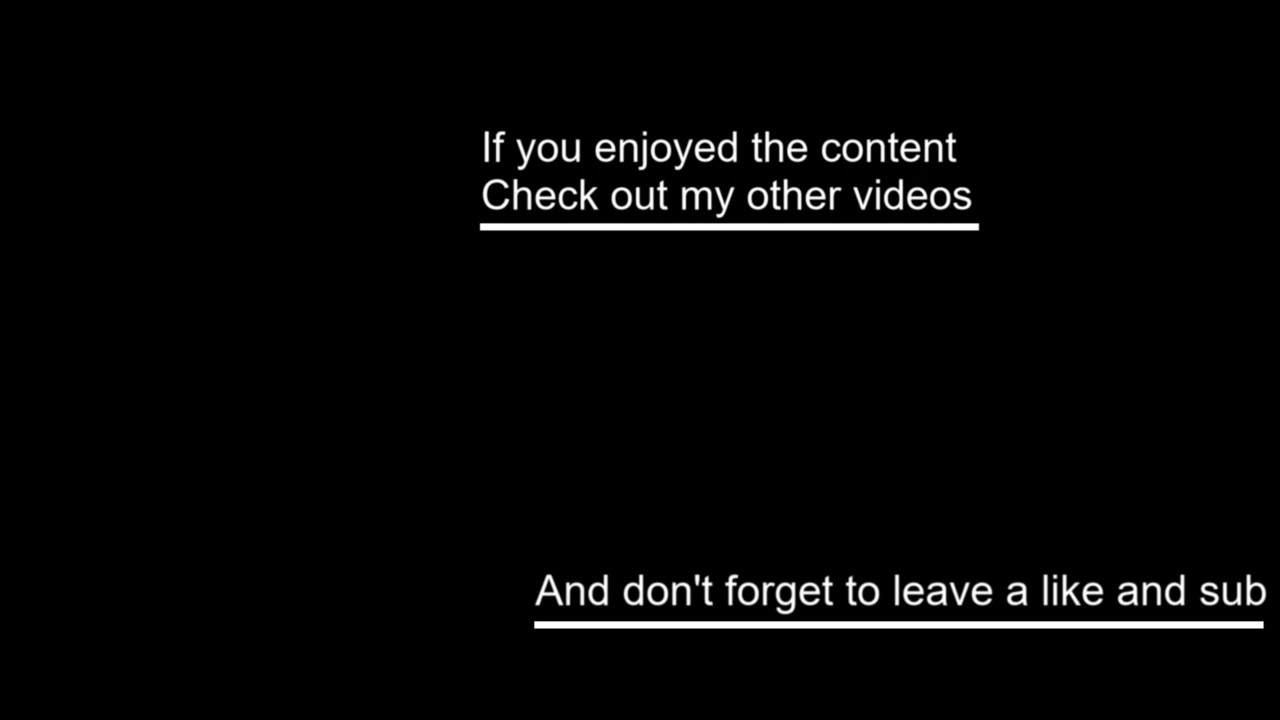 If you enjoyed the content
Check out my other videos
And don't forget to leave a like and sub